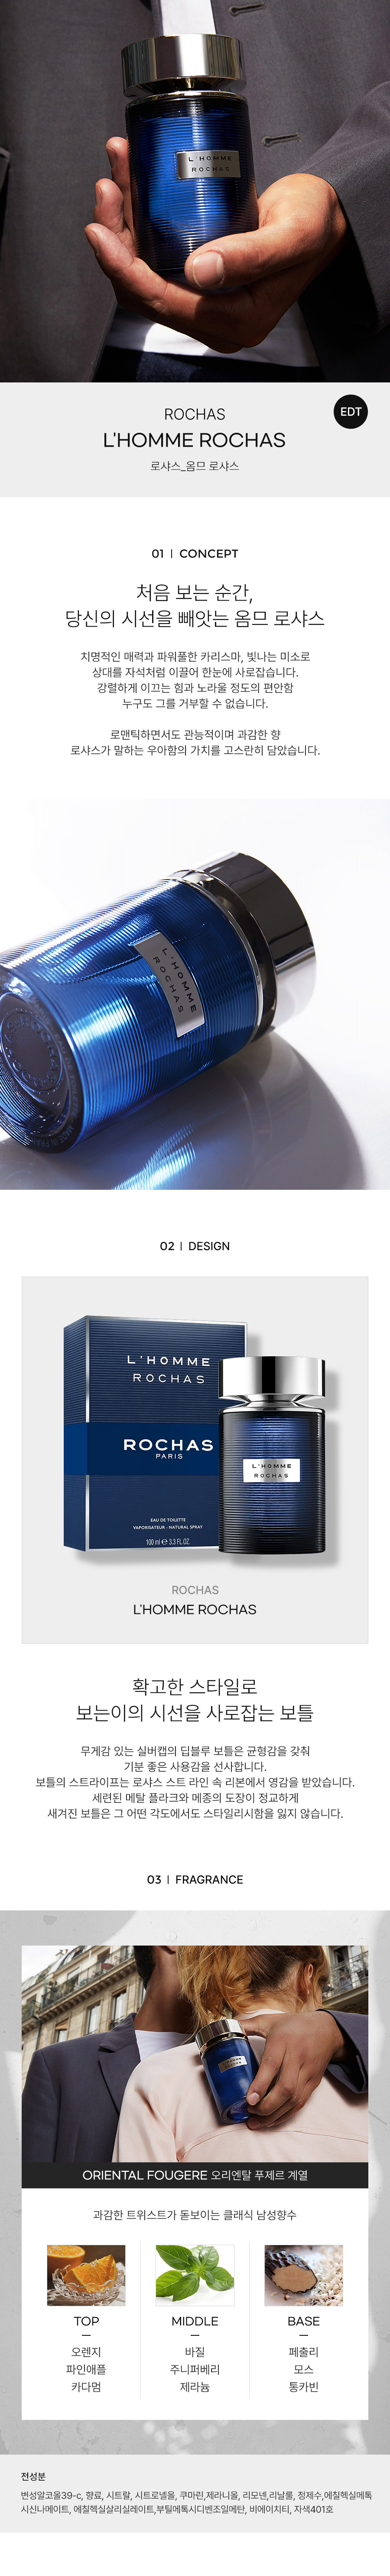 L'HOMME
ROCHAS
EDT
ROCHAS
L'HOMME ROCHAS
로샤스_옴므 로샤스
01 | CONCEPT
처음 보는 순간,
당신의 시선을 빼앗는 옴므 로샤스
치명적인 매력과 파워풀한 카리스마, 빛나는 미소로
상대를 자석처럼 이끌어 한눈에 사로잡습니다.
강렬하게 이끄는 힘과 노라울 정도의 편안함
누구도 그를 거부할 수 없습니다.
로맨틱하면서도 관능적이며 과감한 향
로샤스가 말하는 우아함의 가치를 고스란히 담았습니다.
L'HOMME
ROCHAS
02 | DESIGN
L'HOMME
ROCHAS
ROCHAS
PARIS
EAU DE TOILETTE
VAPORISATEUR - NATURAL SPRAY
100 ml e 3.3 FL.OZ.
L'HOMME
ROCHAS
ROCHAS
L'HOMME ROCHAS
확고한 스타일로
보는이의 시선을 사로잡는 보틀
무게감 있는 실버캡의 딥블루 보틀은 균형감을 갖춰
기분 좋은 사용감을 선사합니다.
보틀의 스트라이프는 로샤스 스트 라인 속 리본에서 영감을 받았습니다.
세련된 메탈 플라크와 메종의 도장이 정교하게
새겨진 보틀은 그 어떤 각도에서도 스타일리시함을 잃지 않습니다.
03 | FRAGRANCE
L'HOMME
ROCHAS
ORIENTAL FOUGERE 오리엔탈 푸제르 계열
과감한 트위스트가 돋보이는 클래식 남성향수
TOP
오렌지
파인애플
카다멈
MIDDLE
바질
주니퍼베리
제라늄
BASE
페출리
모스
통카빈
전성분
변성알코올39-c, 향료, 시트랄, 시트로넬올, 쿠마린,제라니올, 리모넨,리날룰, 정제수,에칠헥실메톡
시신나메이트, 에칠헥실살리실레이트,부틸메톡시디벤조일메탄, 비에이치티, 자색401호